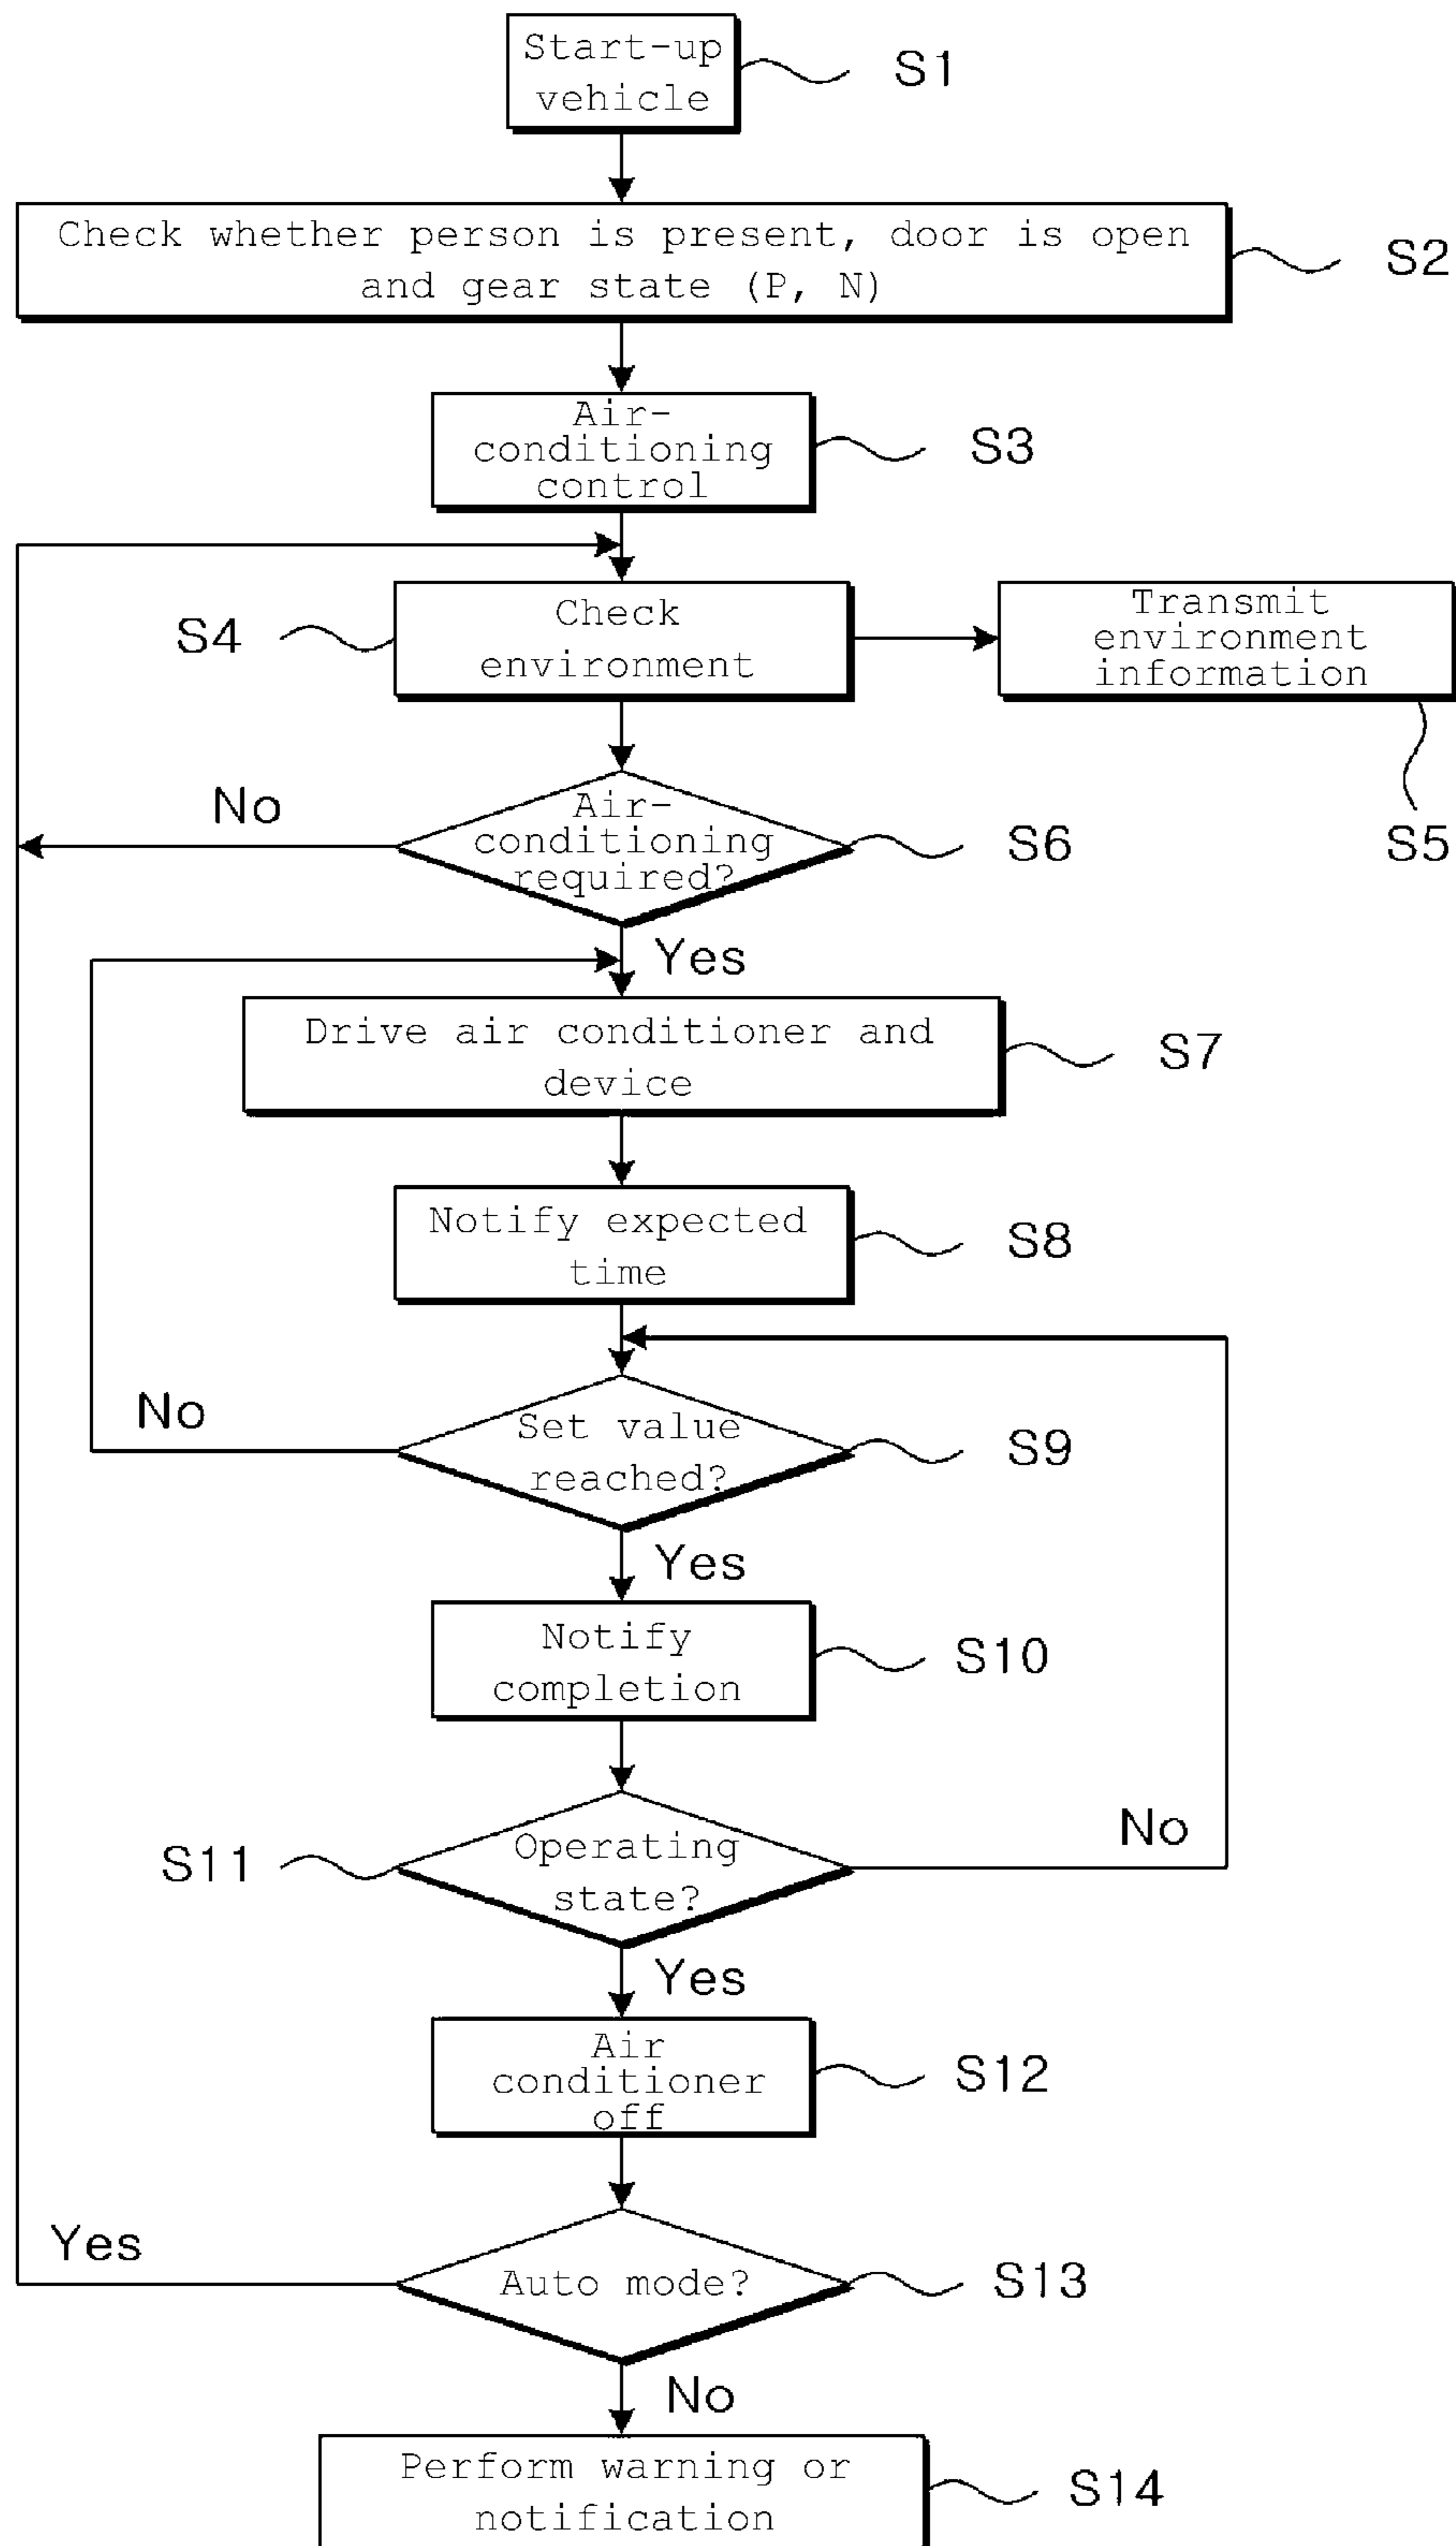 Start-up
vehicle
S1
Check whether person is present, door is open
and gear state (P, N)
S2
Air-
conditioning
control
S3
S4
Check
environment
Transmit
environment
information
S5
No
Air-
conditioning
required?
S6
Yes
Drive air conditioner and
device
S7
Notify expected
time
S8
No
Set value
reached?
S9
Yes
Notify
completion
S10
S11
Operating
state?
No
Yes
Air
conditioner
off
S12
Yes
Auto mode?
S13
No
Perform warning or
notification
S14